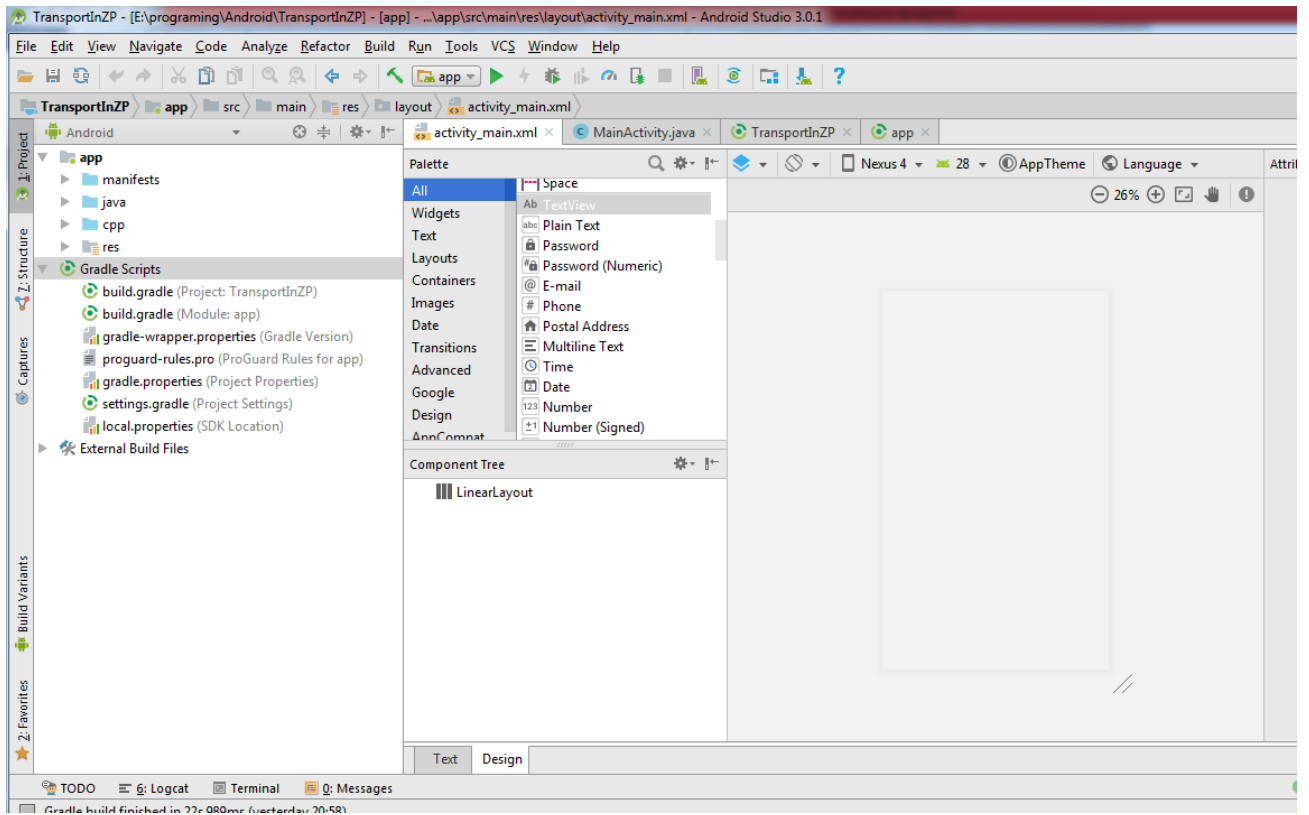 TransportInZP - [E:\programing\Android\TransportInZP] - [app] - ...\app\src\main\res\layout\activity_main.xml - Android Studio 3.0.1
File Edit View Navigate Code Analyze Refactor Build Run Tools VCS Window Help
app
TransportInZP app src main res layout activity_main.xml
1: Project
Z: Structure
Captures
Build Variants
2: Favorites
Android
app
manifests
java
cpp
res
Gradle Scripts
build.gradle (Project: TransportInZP)
build.gradle (Module: app)
gradle-wrapper.properties (Gradle Version)
proguard-rules.pro (ProGuard Rules for app)
gradle.properties (Project Properties)
settings.gradle (Project Settings)
local.properties (SDK Location)
External Build Files
activity_main.xml MainActivity.java TransportInZP app
Palette
All
Widgets
Text
Layouts
Containers
Images
Date
Transitions
Advanced
Google
Design
AppCompat
Space
Ab TextView
abc Plain Text
Password
Password (Numeric)
@ E-mail
# Phone
Postal Address
Multiline Text
Time
Date
123 Number
±1 Number (Signed)
Component Tree
LinearLayout
Nexus 4 28 AppTheme Language
26%
Attri
Text Design
TODO 6: Logcat Terminal 0: Messages
Gradle build finished in 22s 989ms (yesterday 20:58)